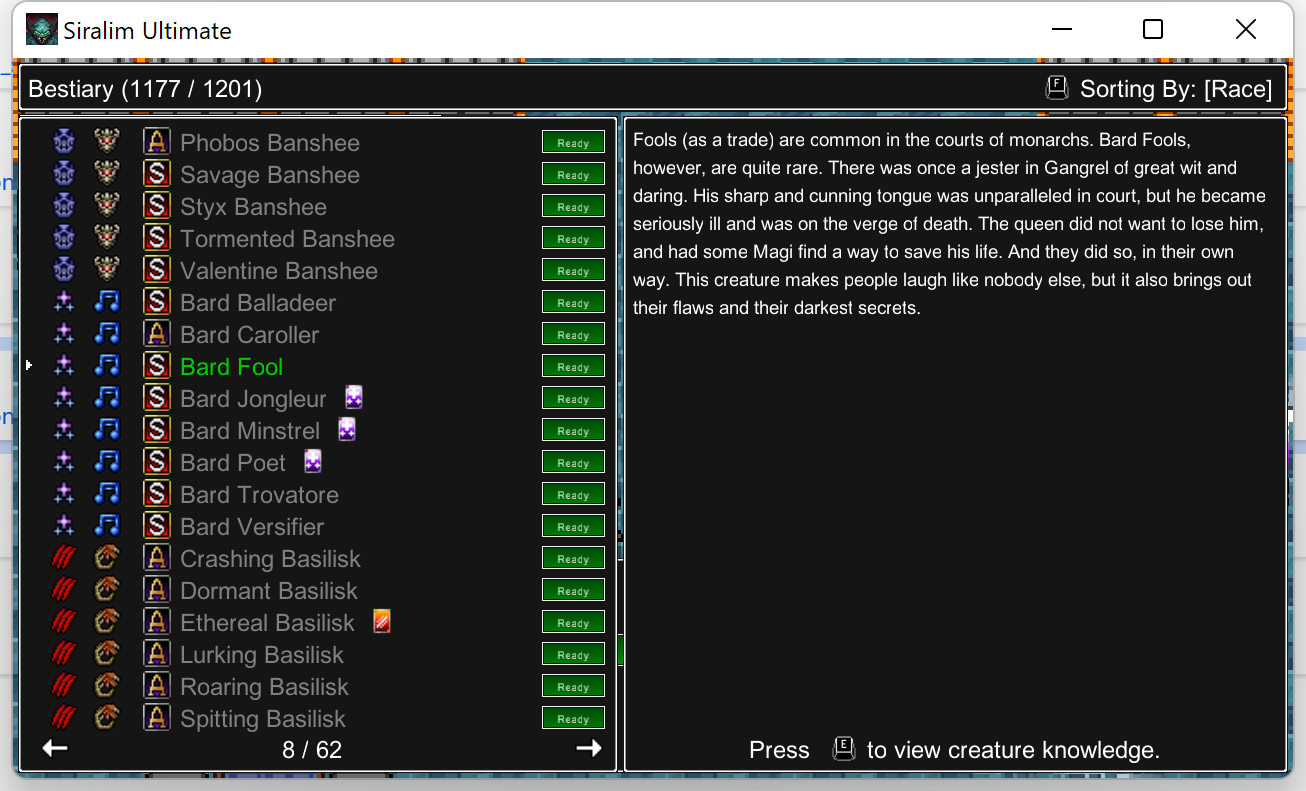 Siralim Ultimate
Bestiary (1177 / 1201)
F Sorting By: [Race]
A Phobos Banshee Ready
S Savage Banshee Ready
S Styx Banshee Ready
S Tormented Banshee Ready
S Valentine Banshee Ready
S Bard Balladeer Ready
A Bard Caroller Ready
S Bard Fool Ready
S Bard Jongleur Ready
S Bard Minstrel Ready
S Bard Poet Ready
S Bard Trovatore Ready
S Bard Versifier Ready
A Crashing Basilisk Ready
A Dormant Basilisk Ready
A Ethereal Basilisk Ready
A Lurking Basilisk Ready
A Roaring Basilisk Ready
A Spitting Basilisk Ready
8 / 62
Fools (as a trade) are common in the courts of monarchs. Bard Fools,
however, are quite rare. There was once a jester in Gangrel of great wit and
daring. His sharp and cunning tongue was unparalleled in court, but he became
seriously ill and was on the verge of death. The queen did not want to lose him,
and had some Magi find a way to save his life. And they did so, in their own
way. This creature makes people laugh like nobody else, but it also brings out
their flaws and their darkest secrets.
Press E to view creature knowledge.